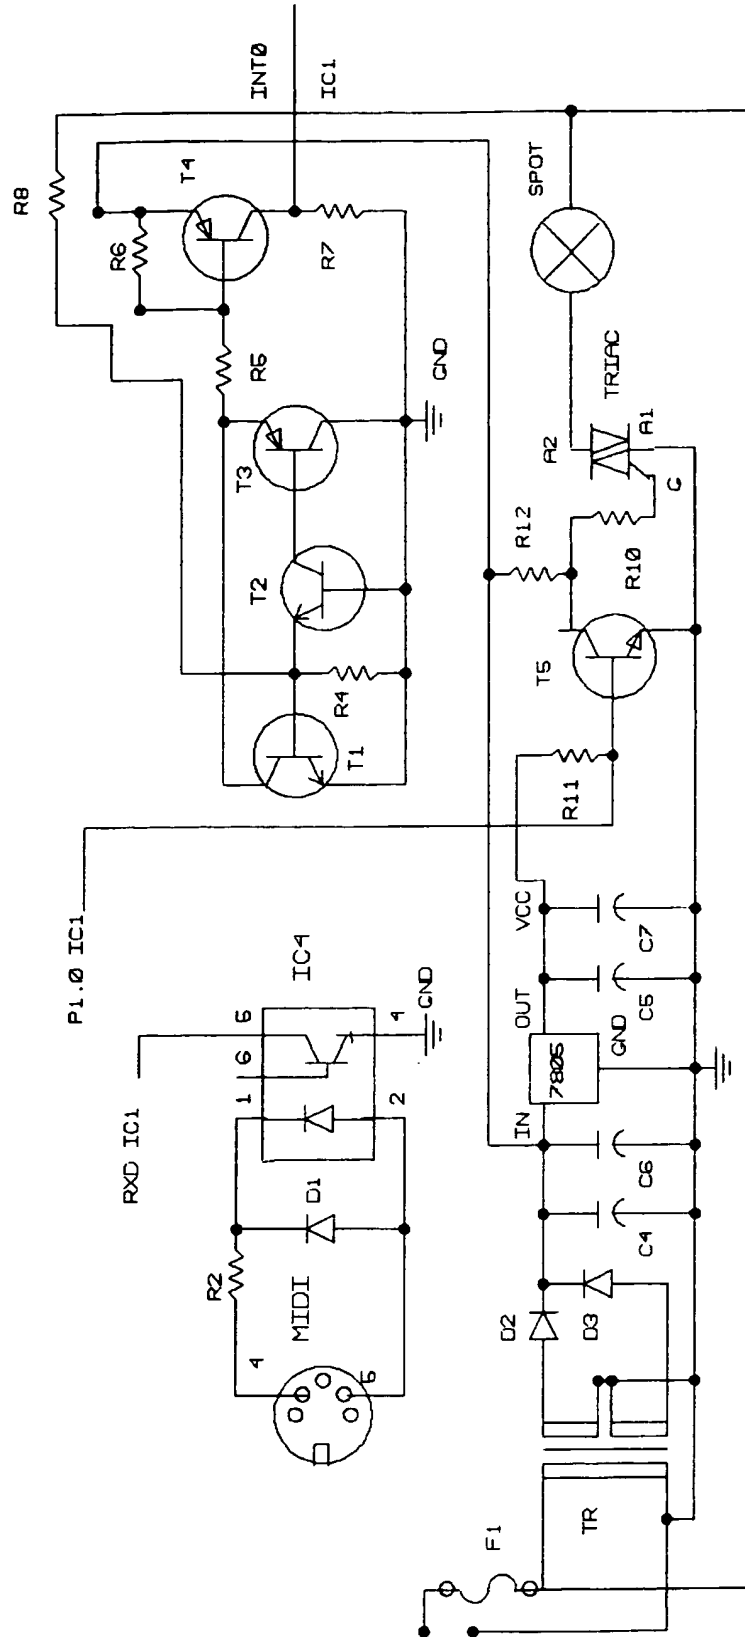 F1
TR
D2
D3
C4
C6
IN
7805
OUT
GND
C5
C7
VCC
R11
T5
R12
R10
G
A2
A1
TRIAC
SPOT
MIDI
4
5
R2
D1
1
2
6
5
4
GND
IC4
RXD IC1
P1.0 IC1
T1
R4
T2
T3
GND
R5
R6
T4
R7
R8
INT0
IC1